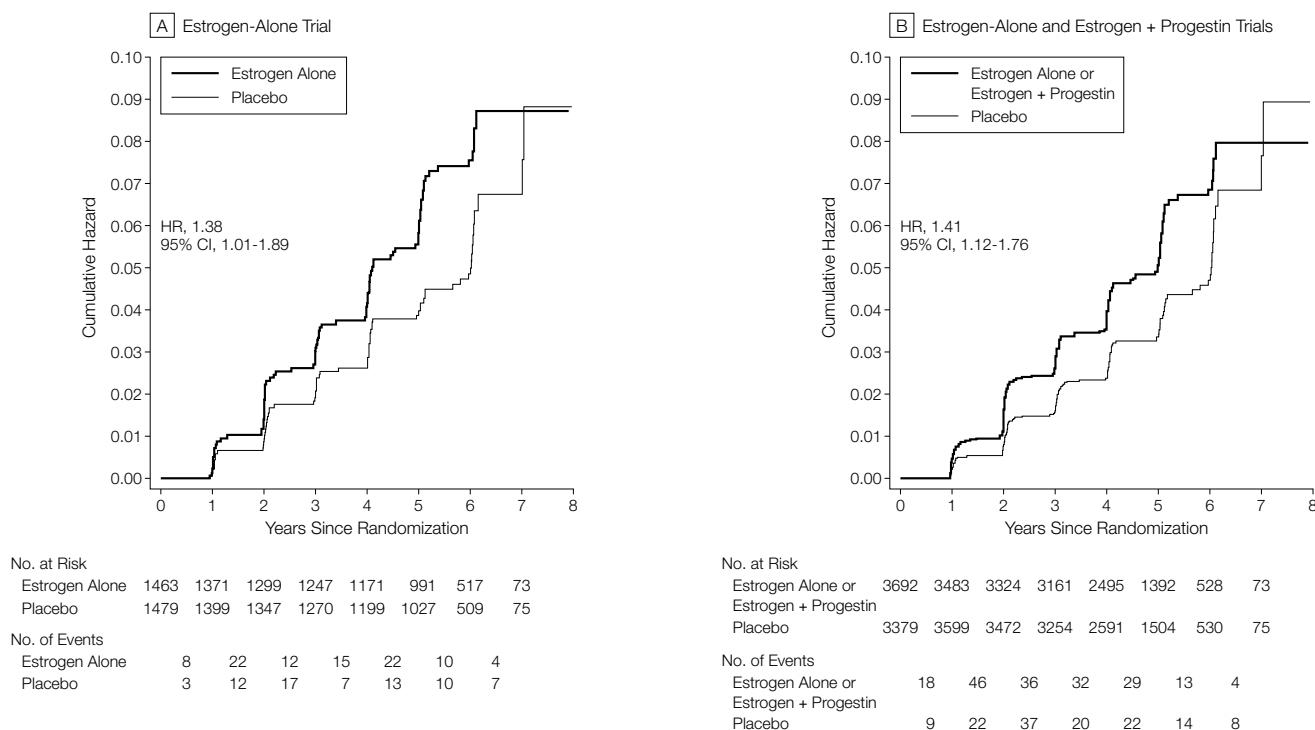 A Estrogen-Alone Trial
0.10
0.09
0.08
0.07
0.06
0.05
0.04
0.03
0.02
0.01
0.00
Cumulative Hazard
Estrogen Alone
Placebo
HR, 1.38
95% CI, 1.01-1.89
0 1 2 3 4 5 6 7 8
Years Since Randomization
No. at Risk
Estrogen Alone 1463 1371 1299 1247 1171 991 517 73
Placebo 1479 1399 1347 1270 1199 1027 509 75
No. of Events
Estrogen Alone 8 22 12 15 22 10 4
Placebo 3 12 17 7 13 10 7
B Estrogen-Alone and Estrogen + Progestin Trials
0.10
0.09
0.08
0.07
0.06
0.05
0.04
0.03
0.02
0.01
0.00
Cumulative Hazard
Estrogen Alone or
Estrogen + Progestin
Placebo
HR, 1.41
95% CI, 1.12-1.76
0 1 2 3 4 5 6 7 8
Years Since Randomization
No. at Risk
Estrogen Alone or 3692 3483 3324 3161 2495 1392 528 73
Estrogen + Progestin
Placebo 3379 3599 3472 3254 2591 1504 530 75
No. of Events
Estrogen Alone or 18 46 36 32 29 13 4
Estrogen + Progestin
Placebo 9 22 37 20 22 14 8